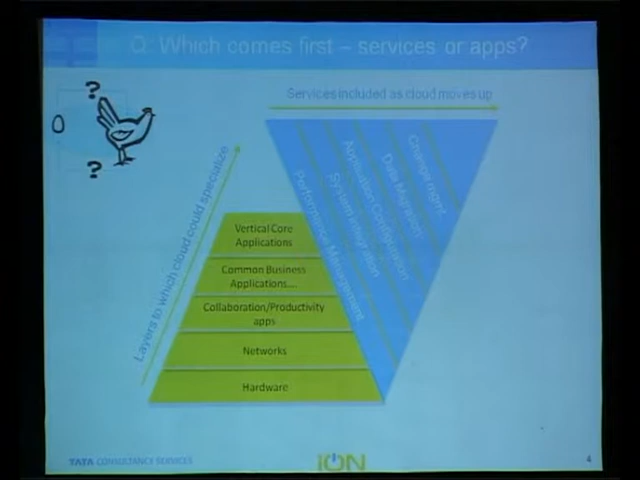 Q: Which comes first – services or apps?
Services included as cloud moves up
?
?
Layers to which cloud could specialize
Performance Management
System Integration
Application Configuration
Data Migration
Change mgmt.
Vertical Core
Applications
Common Business
Applications....
Collaboration/Productivity
apps
Networks
Hardware
TATA CONSULTANCY SERVICES
iON
4